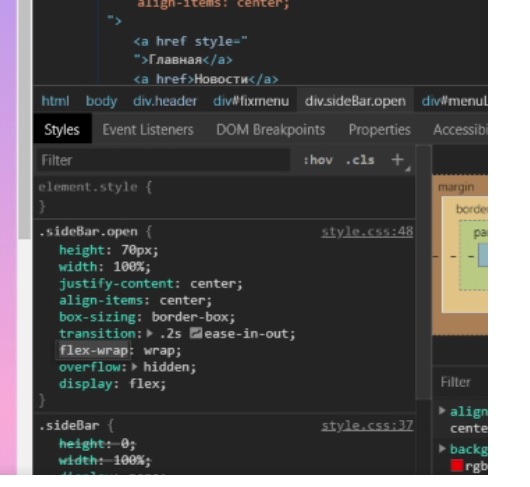 align-items: center;
">
<a href style="
">Главная</a>
<a href>Новости</a>
html body div.header div#fixmenu div.sideBar.open div#menuL
Styles Event Listeners DOM Breakpoints Properties Accessibi
Filter :hov .cls +
element.style {
}
.sideBar.open { style.css:48
height: 70px;
width: 100%;
justify-content: center;
align-items: center;
box-sizing: border-box;
transition: .2s ease-in-out;
flex-wrap: wrap;
overflow: hidden;
display: flex;
}
.sideBar { style.css:37
height: 0;
width: 100%;
margin
border
pa
- - -
Filter
align
cente
backg
rgb